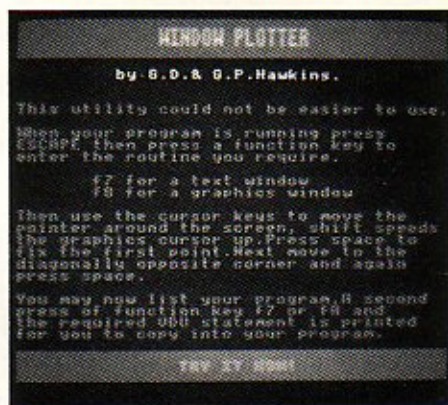 WINDOW PLOTTER
by G.D.& G.P.Hawkins.
This utility could not be easier to use
When your program is running press
ESCAPE then press a function key to
enter the routine you require.
f7 for a text window
f8 for a graphics window
Then use the cursor keys to move the
pointer around the screen, shift speeds
the graphics cursor up.Press space to
fix the first point.Next move to the
diagonally opposite corner and again
press space.
You may now list your program.A second
press of function key f7 or f8 and
the required VDU statement is printed
for you to copy into your program.
TRY IT NOW!